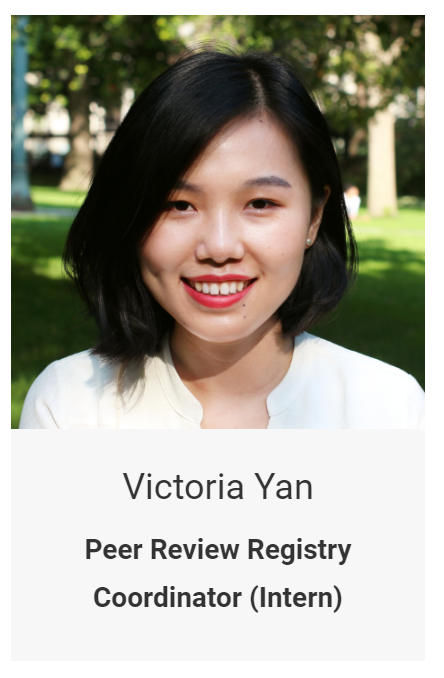 Victoria Yan
Peer Review Registry
Coordinator (Intern)